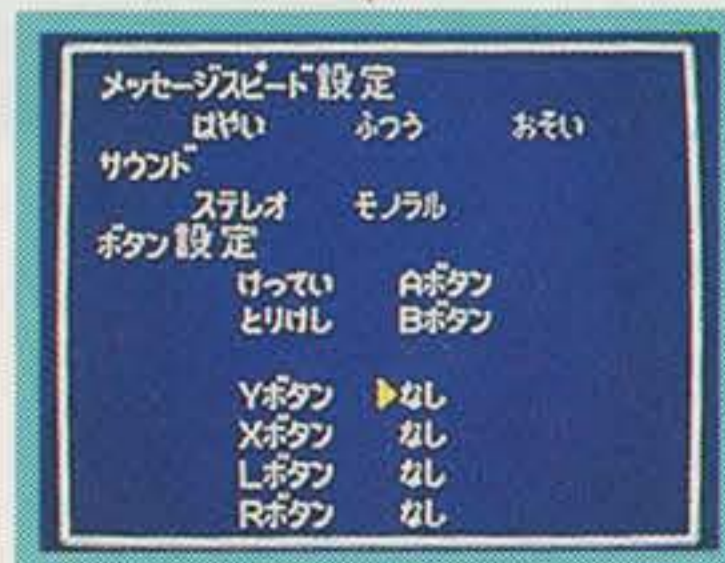 メッセージスピード設定
はやい ふつう おそい
サウンド
ステレオ モノラル
ボタン設定
けってい Aボタン
とりけし Bボタン
Yボタン なし
Xボタン なし
Lボタン なし
Rボタン なし